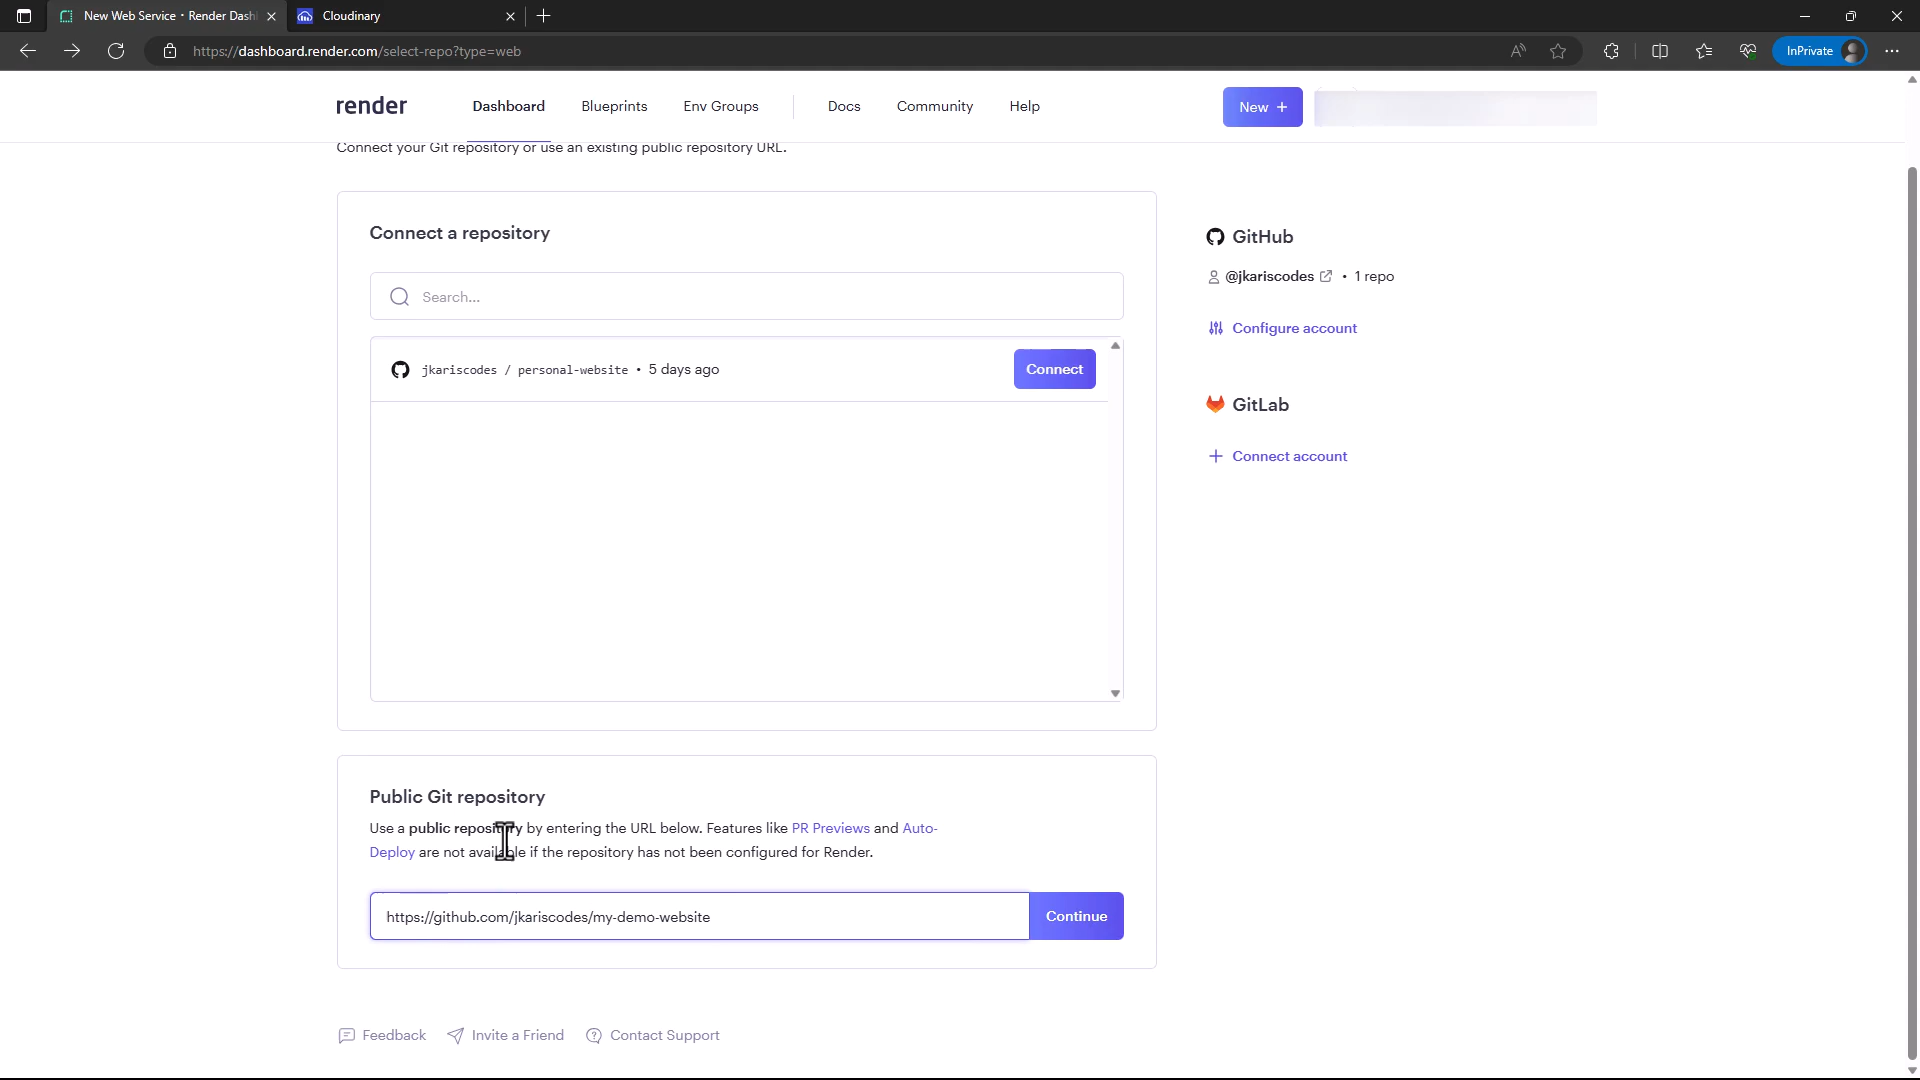 New Web Service · Render Dash
Cloudinary
https://dashboard.render.com/select-repo?type=web
InPrivate
render
Dashboard
Blueprints
Env Groups
Docs
Community
Help
New +
Connect your Git repository or use an existing public repository URL.
Connect a repository
Search...
jkariscodes / personal-website • 5 days ago
Connect
GitHub
@jkariscodes • 1 repo
Configure account
GitLab
Connect account
Public Git repository
Use a public repository by entering the URL below. Features like PR Previews and Auto-
Deploy are not available if the repository has not been configured for Render.
https://github.com/jkariscodes/my-demo-website
Continue
Feedback
Invite a Friend
Contact Support